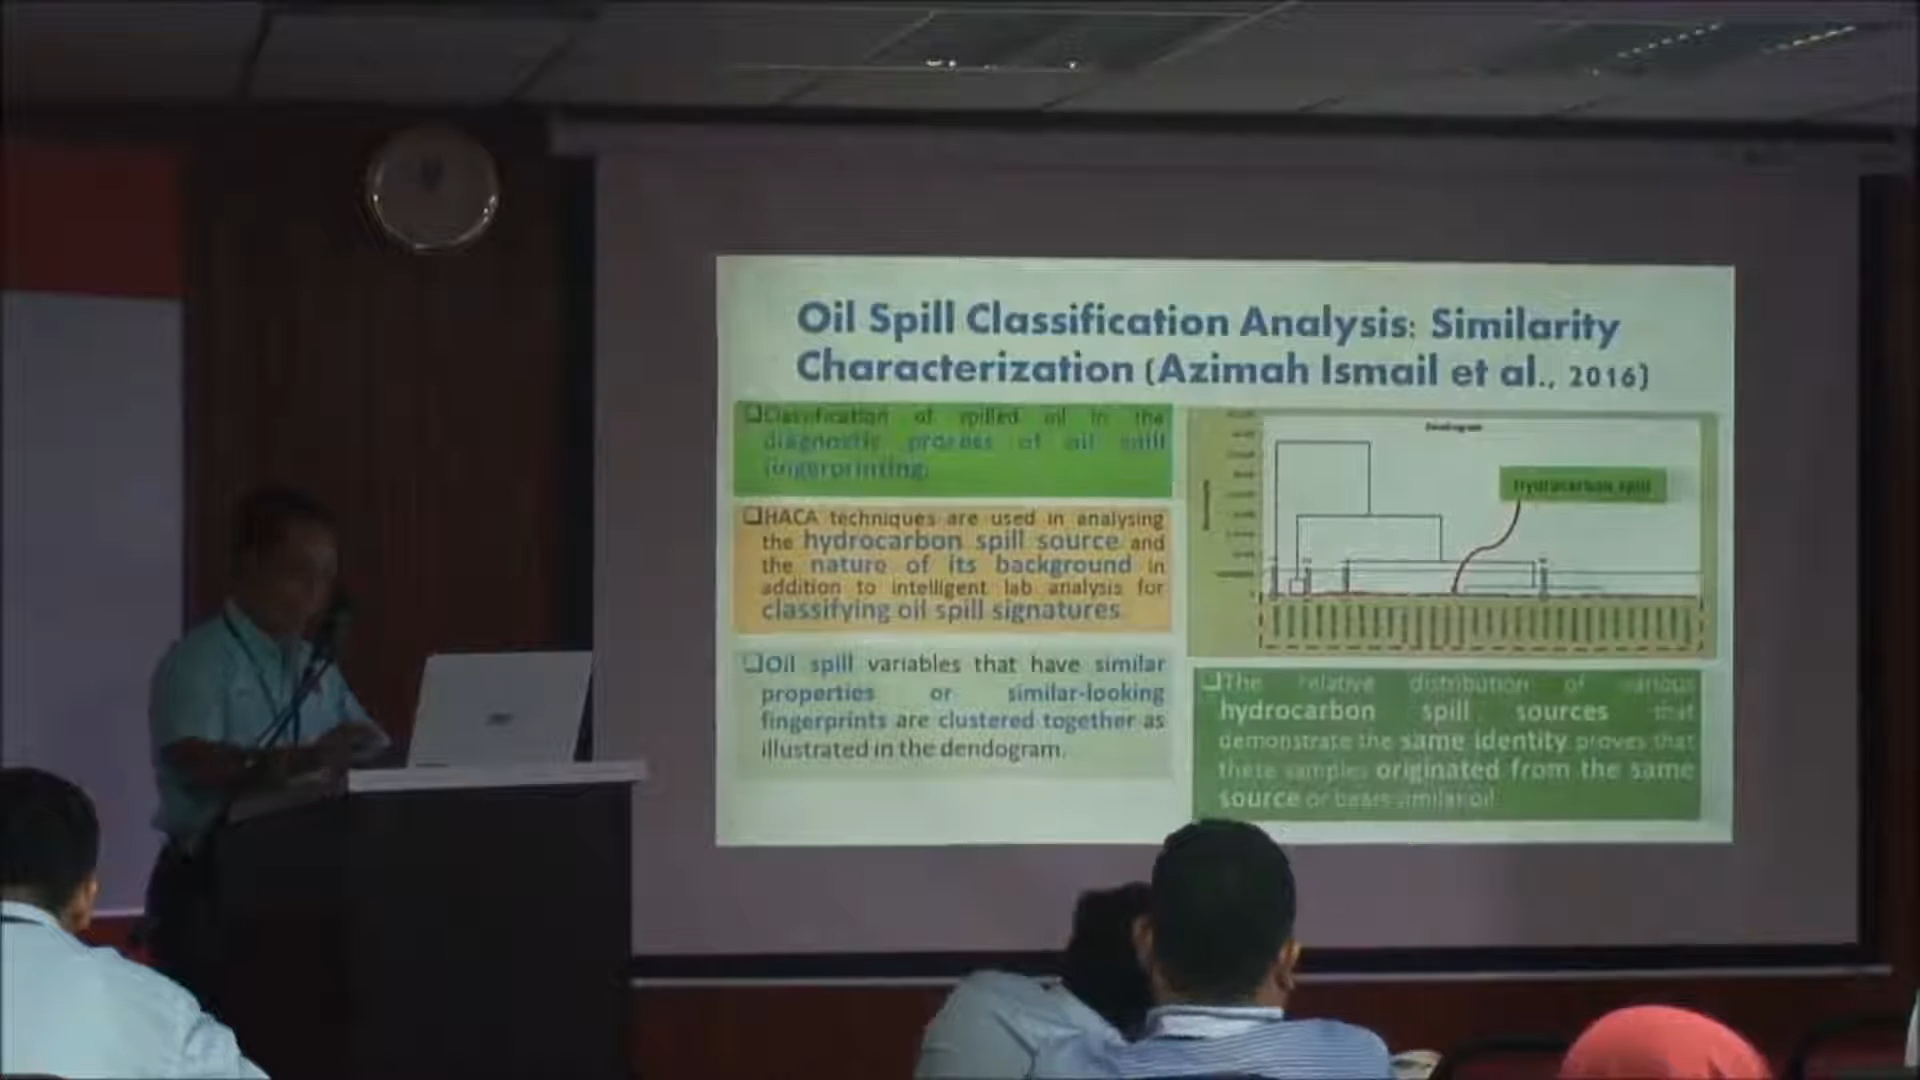 Oil Spill Classification Analysis: Similarity
Characterization (Azimah Ismail et al., 2016)
Classification of spilled oil in the
diagnostic process of oil spill
fingerprinting.
HACA techniques are used in analysing
the hydrocarbon spill source and
the nature of its background in
addition to intelligent lab analysis for
classifying oil spill signatures.
Oil spill variables that have similar
properties or similar-looking
fingerprints are clustered together as
illustrated in the dendogram.
Dendrogram
Hydrocarbon spill
The relative distribution of various
hydrocarbon spill sources that
demonstrate the same identity proves that
these samples originated from the same
source or bears similar oil